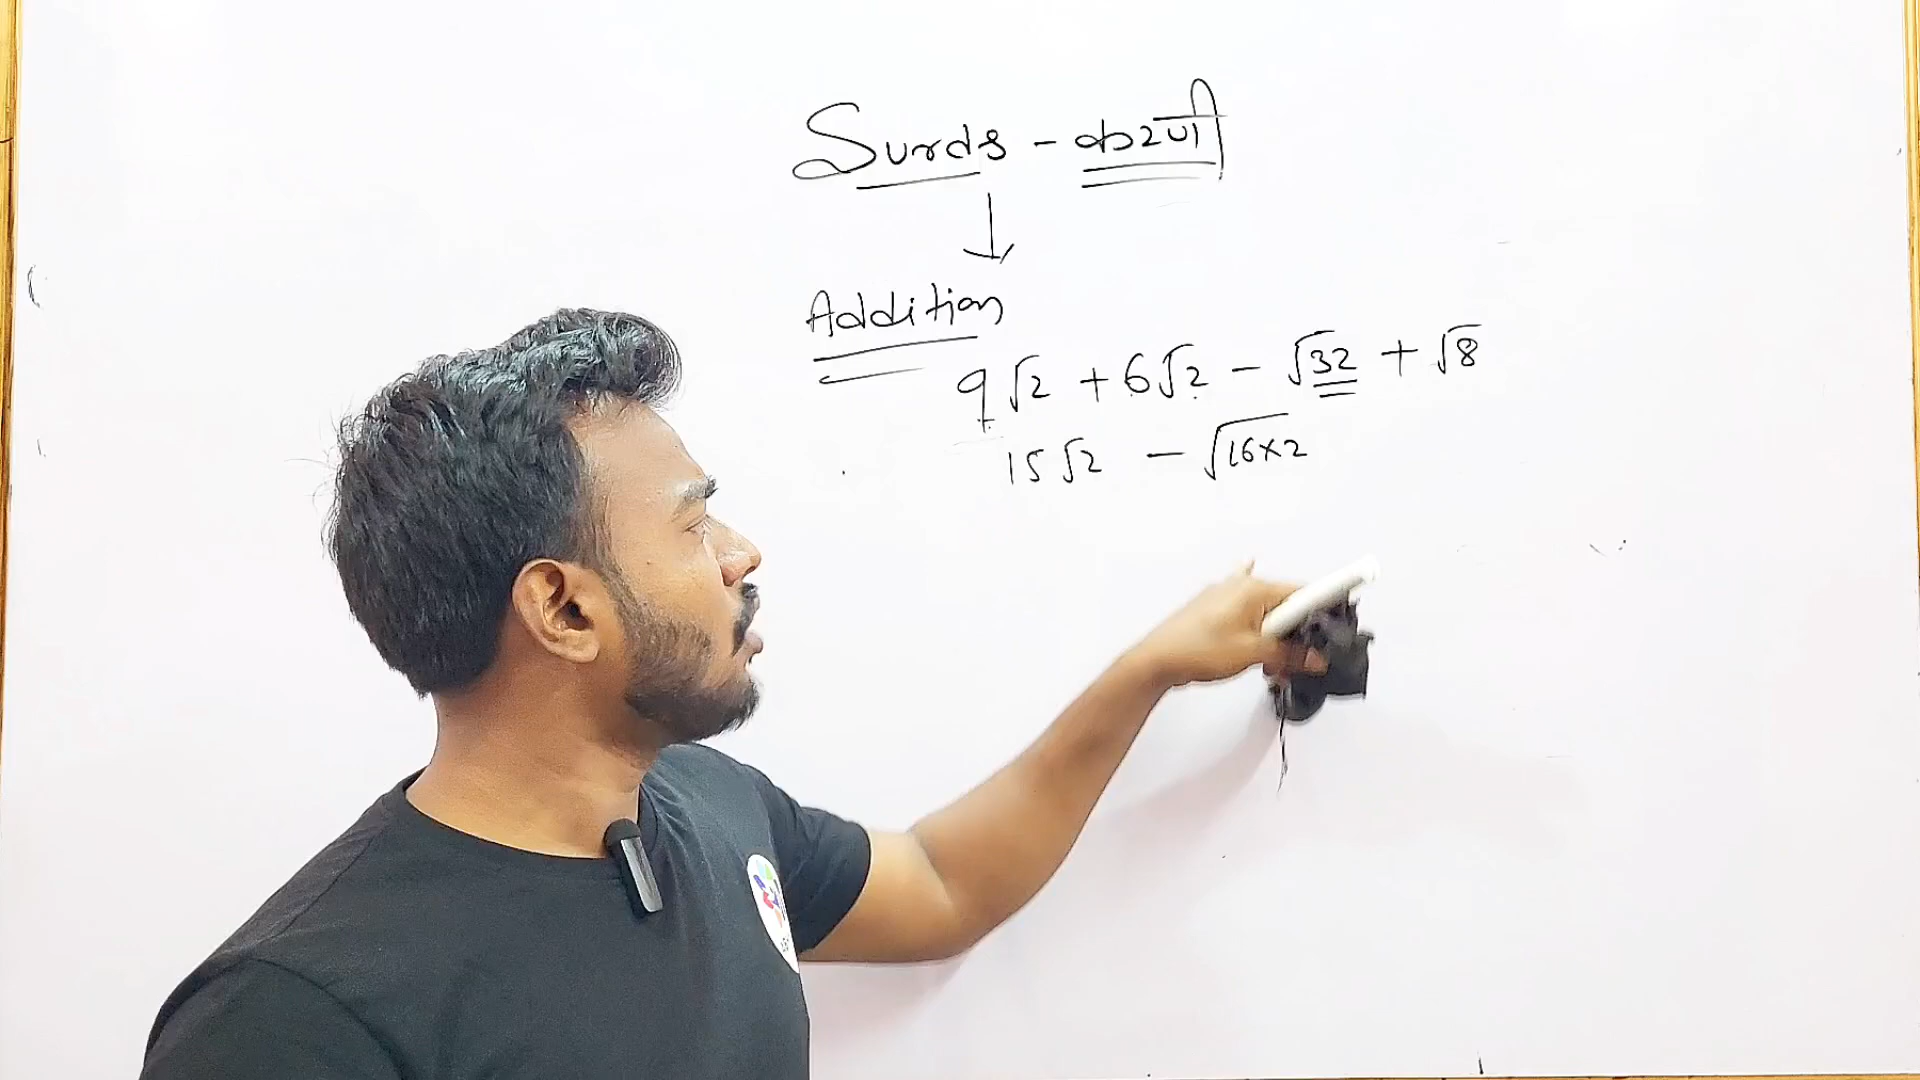 Surds - करणी
Addition
9√2 + 6√2 - √32 + √8
15√2 - √16×2